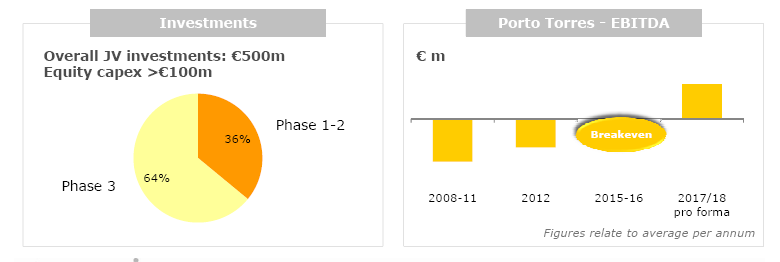 Investments
Overall JV investments: €500m
Equity capex >€100m
36%
Phase 1-2
64%
Phase 3
Porto Torres - EBITDA
€ m
Breakeven
2008-11
2012
2015-16
2017/18
pro forma
Figures relate to average per annum